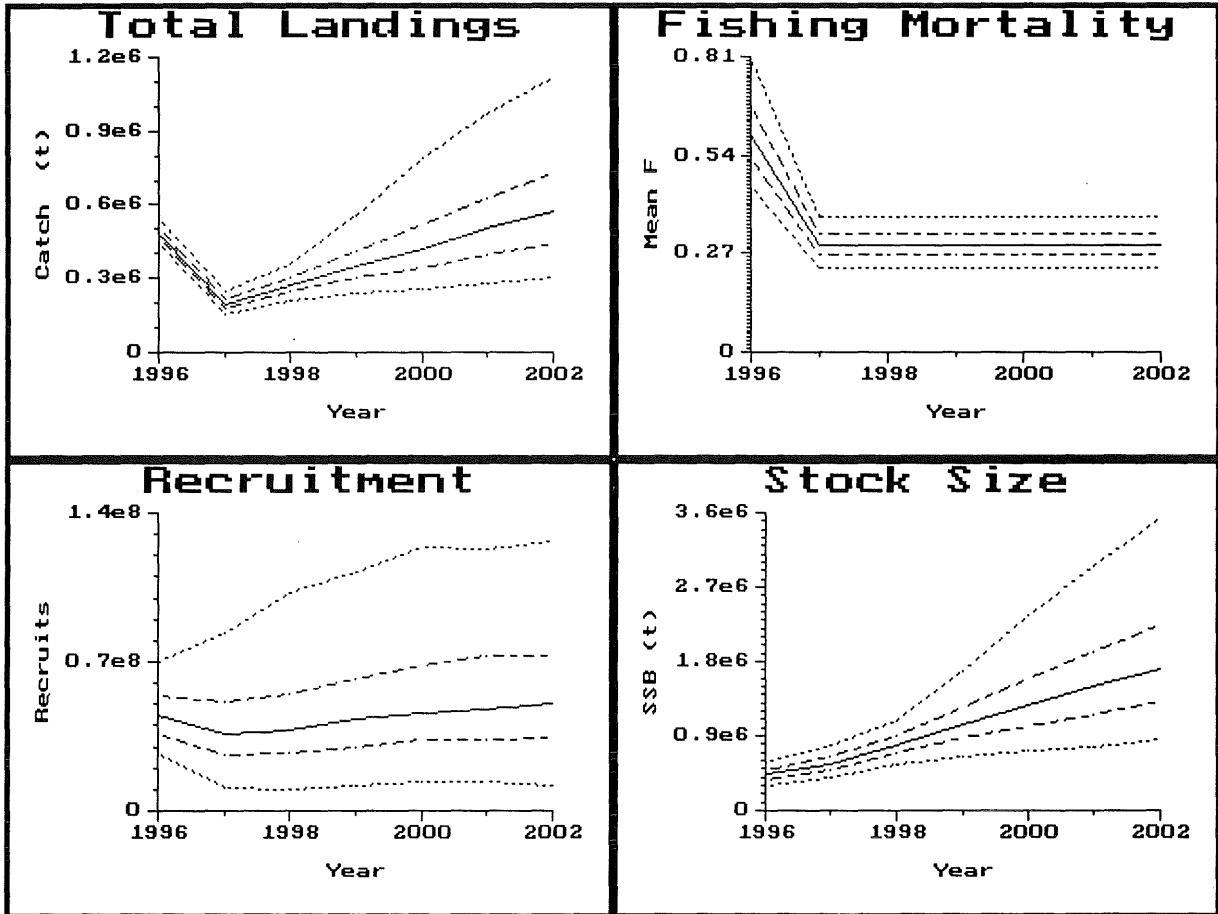 Total Landings
1.2e6
0.9e6
0.6e6
0.3e6
0
Catch (t)
1996 1998 2000 2002
Year
Fishing Mortality
0.81
0.54
0.27
0
Mean F
1996 1998 2000 2002
Year
Recruitment
1.4e8
0.7e8
0
Recruits
1996 1998 2000 2002
Year
Stock Size
3.6e6
2.7e6
1.8e6
0.9e6
0
SSB (t)
1996 1998 2000 2002
Year